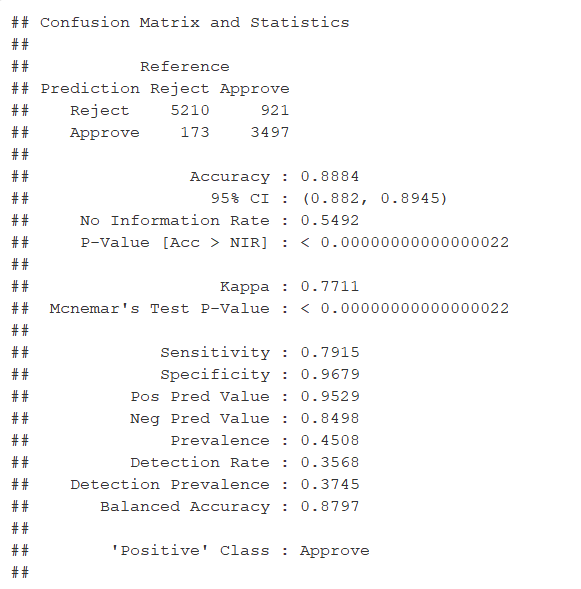 ## Confusion Matrix and Statistics
##
##           Reference
## Prediction Reject Approve
##    Reject    5210     921
##    Approve    173    3497
##
##                Accuracy : 0.8884
##                  95% CI : (0.882, 0.8945)
##     No Information Rate : 0.5492
##     P-Value [Acc > NIR] : < 0.00000000000000022
##
##                   Kappa : 0.7711
##  Mcnemar's Test P-Value : < 0.00000000000000022
##
##             Sensitivity : 0.7915
##             Specificity : 0.9679
##          Pos Pred Value : 0.9529
##          Neg Pred Value : 0.8498
##              Prevalence : 0.4508
##          Detection Rate : 0.3568
##    Detection Prevalence : 0.3745
##       Balanced Accuracy : 0.8797
##
##        'Positive' Class : Approve
##